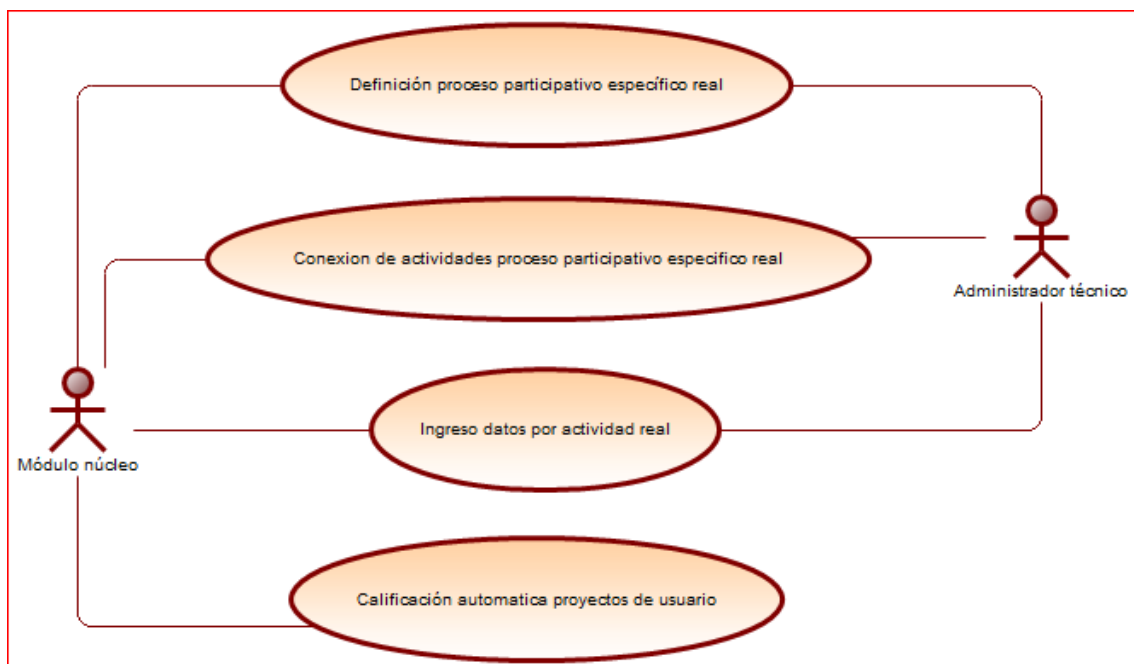 Definición proceso participativo específico real
Conexion de actividades proceso participativo especifico real
Administrador técnico
Ingreso datos por actividad real
Módulo núcleo
Calificación automatica proyectos de usuario